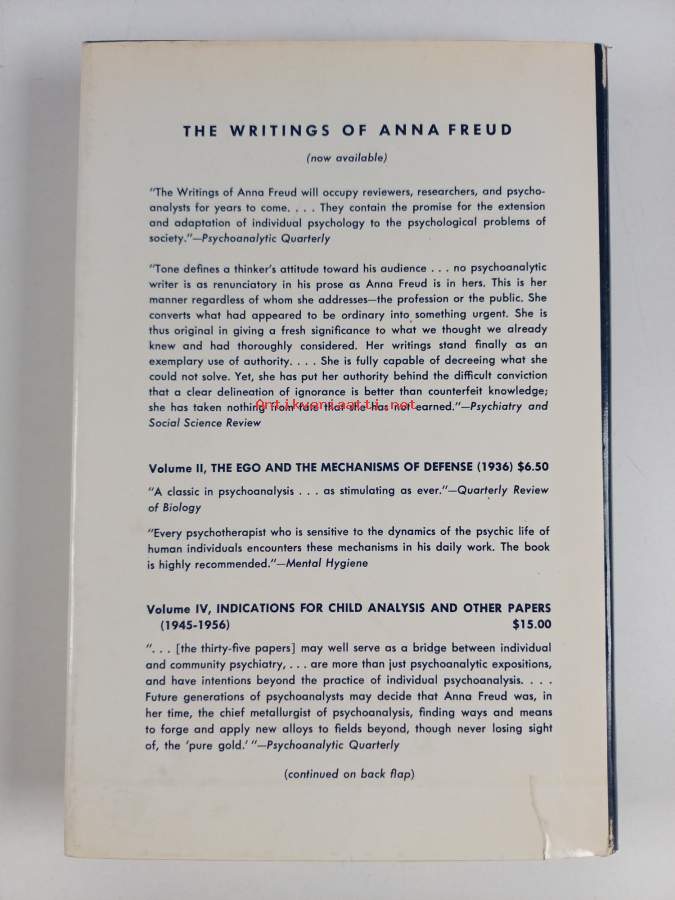 THE WRITINGS OF ANNA FREUD
(now available)
"The Writings of Anna Freud will occupy reviewers, researchers, and psycho-
analysts for years to come. . . . They contain the promise for the extension
and adaptation of individual psychology to the psychological problems of
society."—Psychoanalytic Quarterly
"Tone defines a thinker's attitude toward his audience . . . no psychoanalytic
writer is as renunciatory in his prose as Anna Freud is in hers. This is her
manner regardless of whom she addresses—the profession or the public. She
converts what had appeared to be ordinary into something urgent. She is
thus original in giving a fresh significance to what we thought we already
knew and had thoroughly considered. Her writings stand finally as an
exemplary use of authority. . . . She is fully capable of decreeing what she
could not solve. Yet, she has put her authority behind the difficult conviction
that a clear delineation of ignorance is better than counterfeit knowledge;
she has taken nothing from fate that she has not earned."—Psychiatry and
Antikvariaatti.net
Social Science Review
Volume II, THE EGO AND THE MECHANISMS OF DEFENSE (1936) $6.50
"A classic in psychoanalysis . . . as stimulating as ever."—Quarterly Review
of Biology
"Every psychotherapist who is sensitive to the dynamics of the psychic life of
human individuals encounters these mechanisms in his daily work. The book
is highly recommended."—Mental Hygiene
Volume IV, INDICATIONS FOR CHILD ANALYSIS AND OTHER PAPERS
(1945-1956) $15.00
". . . [the thirty-five papers] may well serve as a bridge between individual
and community psychiatry, . . . are more than just psychoanalytic expositions,
and have intentions beyond the practice of individual psychoanalysis. . . .
Future generations of psychoanalysts may decide that Anna Freud was, in
her time, the chief metallurgist of psychoanalysis, finding ways and means
to forge and apply new alloys to fields beyond, though never losing sight
of, the 'pure gold.' "—Psychoanalytic Quarterly
(continued on back flap)